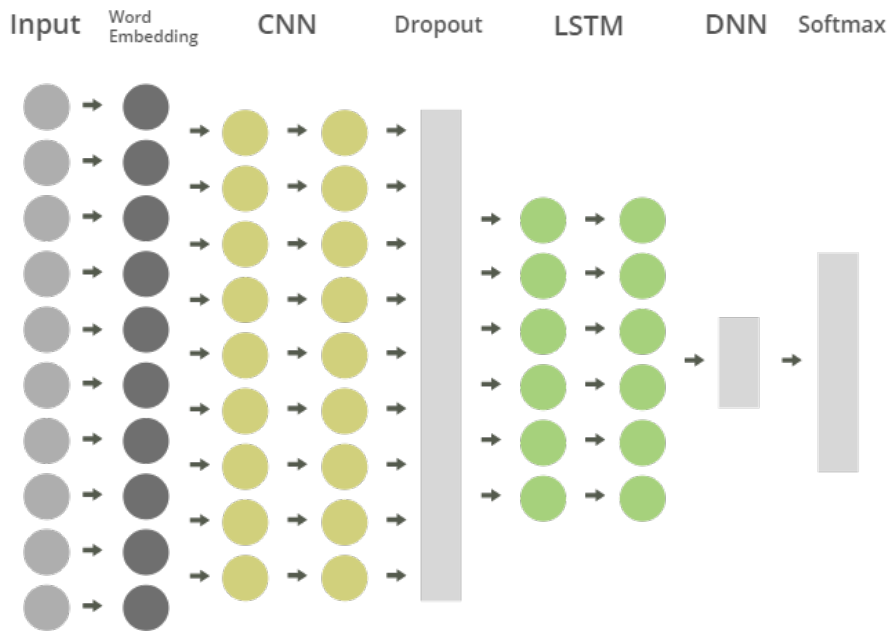 Input
Word
Embedding
CNN
Dropout
LSTM
DNN
Softmax